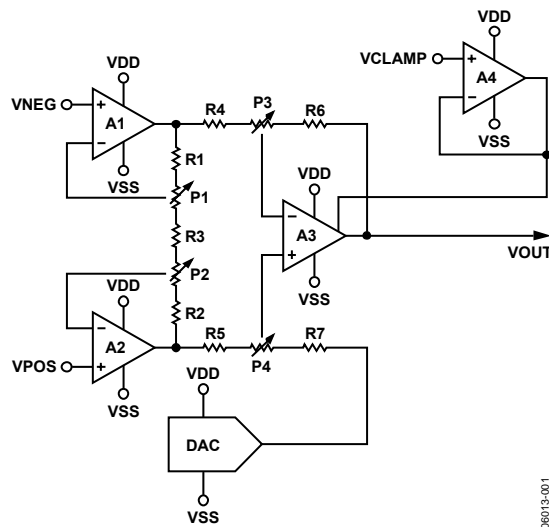 VDD
VCLAMP
+
A4
−
VSS
VDD
VNEG
+
A1
−
VSS
R4
P3
R6
R1
P1
R3
P2
R2
VDD
−
A3
+
VSS
VOUT
VDD
−
A2
+
VPOS
VSS
R5
P4
R7
VDD
DAC
VSS
06013-001